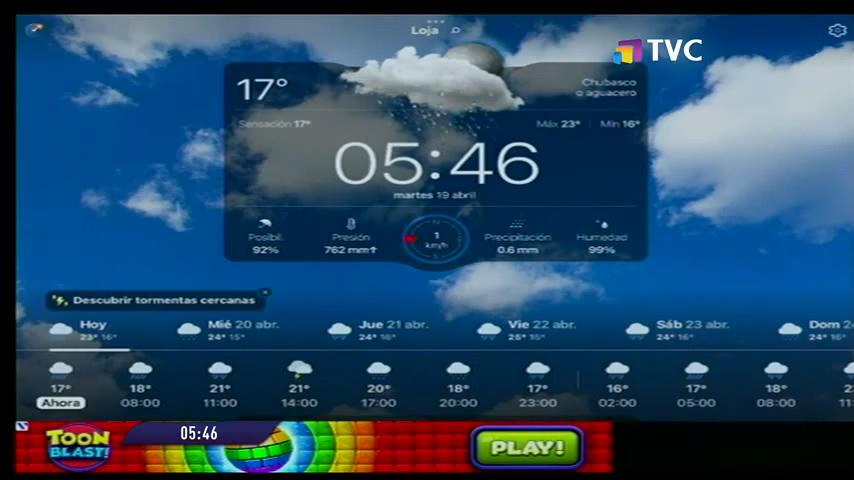 Loja
TVC
17°
Chubasco
o aguacero
Sensación 17°
Máx 23°
Mín 16°
05:46
martes 19 abril
N
1
km/h
S
Posibil.
92%
Presión
762 mm↑
Precipitación
0.6 mm
Humedad
99%
Descubrir tormentas cercanas
Hoy
23° 16°
Mié 20 abr.
24° 15°
Jue 21 abr.
24° 16°
Vie 22 abr.
25° 15°
Sáb 23 abr.
24° 16°
Dom 24
24° 16°
17° 18° 21° 21° 20° 18° 17° 16° 17° 18°
Ahora 08:00 11:00 14:00 17:00 20:00 23:00 02:00 05:00 08:00 11
TOON
BLAST!
05:46
PLAY!